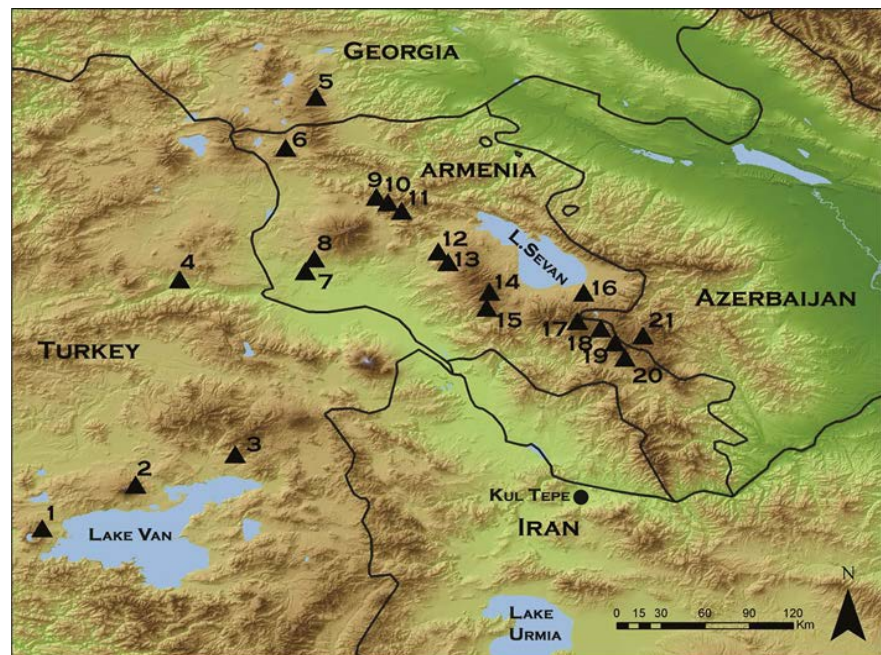 GEORGIA
5
6
ARMENIA
9
10
11
L.SEVAN
12
13
8
7
4
14
15
16
AZERBAIJAN
17
18
19
20
21
TURKEY
3
2
1
LAKE VAN
KUL TEPE
IRAN
LAKE
URMIA
N
0 15 30 60 90 120
Km